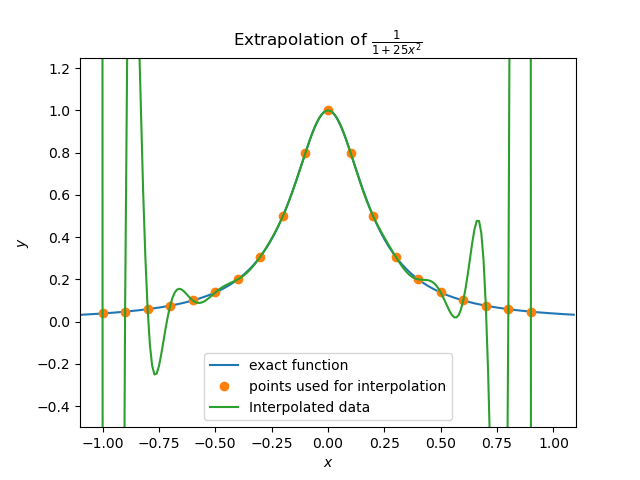 Extrapolation of 1/(1+25x²)
y
1.2
1.0
0.8
0.6
0.4
0.2
0.0
−0.2
−0.4
exact function
points used for interpolation
Interpolated data
−1.00 −0.75 −0.50 −0.25 0.00 0.25 0.50 0.75 1.00
x